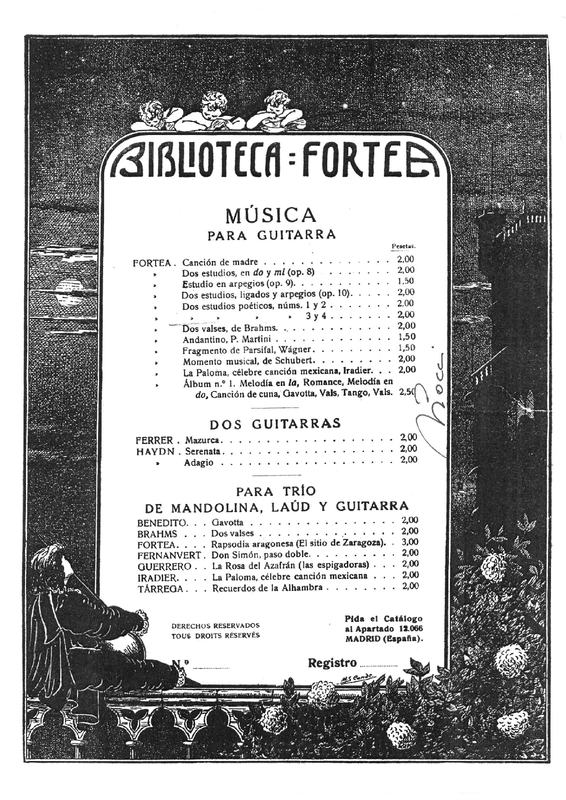 BIBLIOTECA = FORTEA
MÚSICA
PARA GUITARRA
Pesetas.
FORTEA . Canción de madre . . . . . . . . . . . . . . 2,00
» Dos estudios, en do y mi (op. 8) . . . . . . . 2,00
» Estudio en arpegios (op. 9). . . . . . . . . . . 1,50
» Dos estudios, ligados y arpegios (op. 10). . . . . 2,00
» Dos estudios poéticos, núms. 1 y 2 . . . . . . . 2,00
» » » » » 3 y 4 . . . . . . . 2,00
» Dos valses, de Brahms. . . . . . . . . . . . . 2,00
» Andantino, P. Martini . . . . . . . . . . . . . 1,50
» Fragmento de Parsifal, Wágner. . . . . . . . . 1,50
» Momento musical, de Schubert. . . . . . . . . 2,00
» La Paloma, célebre canción mexicana, Iradier. . . 2,00
» Álbum n.º 1. Melodía en la, Romance, Melodía en
do, Canción de cuna, Gavotta, Vals, Tango, Vals. 2,50
DOS GUITARRAS
FERRER . Mazurca. . . . . . . . . . . . . . . . . . 2,00
HAYDN . Serenata. . . . . . . . . . . . . . . . . . 2,00
» Adagio . . . . . . . . . . . . . . . . . . 2,00
PARA TRÍO
DE MANDOLINA, LAÚD Y GUITARRA
BENEDITO. . . Gavotta . . . . . . . . . . . . . . . 2,00
BRAHMS . . . Dos valses . . . . . . . . . . . . . . 2,00
FORTEA. . . . Rapsodia aragonesa (El sitio de Zaragoza). 3,00
FERNANVERT . Don Simón, paso doble. . . . . . . . . 2,00
GUERRERO . . La Rosa del Azafrán (las espigadoras) . . . 2,00
IRADIER. . . . La Paloma, célebre canción mexicana . . . 2,00
TÁRREGA. . . . Recuerdos de la Alhambra . . . . . . . . 2,00
DERECHOS RESERVADOS
TOUS DROITS RÉSERVÉS
Pida el Catálogo
al Apartado 12.066
MADRID (España).
N.º Registro